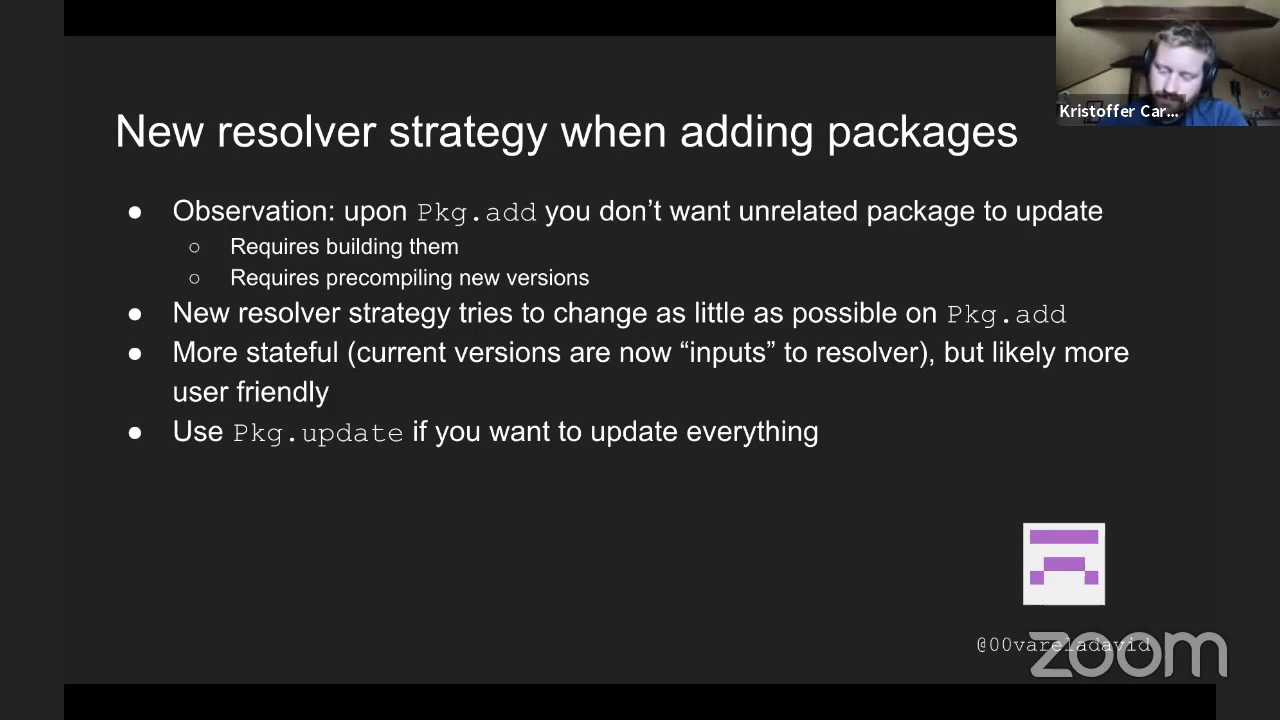 Kristoffer Car...
New resolver strategy when adding packages
● Observation: upon Pkg.add you don’t want unrelated package to update
○ Requires building them
○ Requires precompiling new versions
● New resolver strategy tries to change as little as possible on Pkg.add
● More stateful (current versions are now “inputs” to resolver), but likely more
user friendly
● Use Pkg.update if you want to update everything
@00vareladavid
zoom